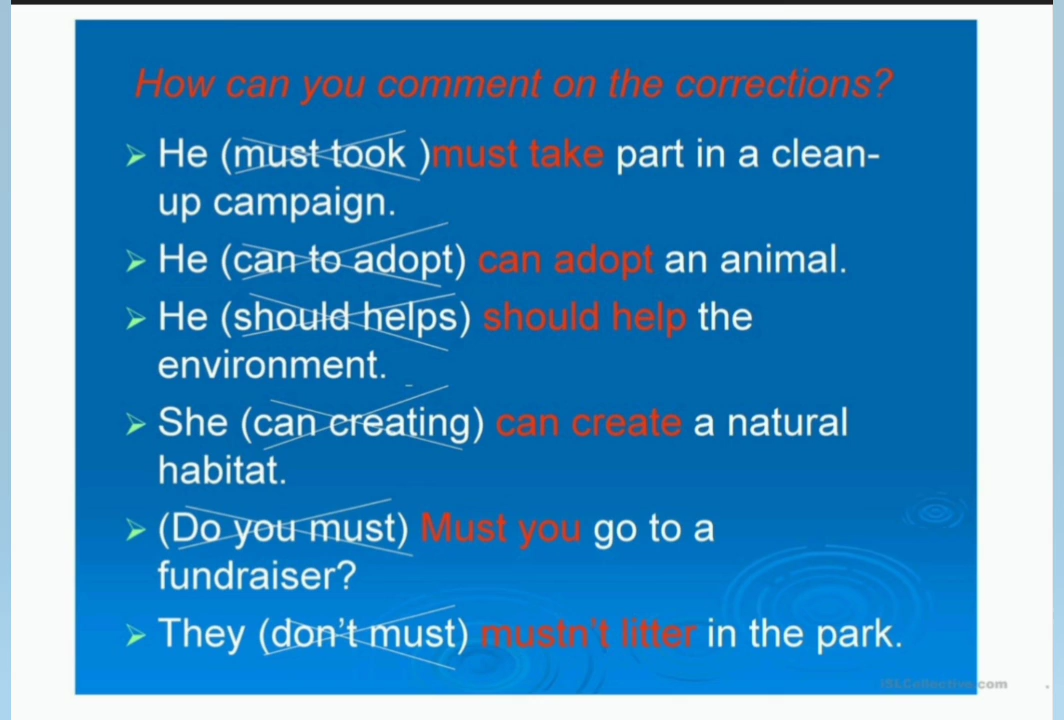 How can you comment on the corrections?
➢ He (must took )must take part in a clean-
up campaign.
➢ He (can to adopt) can adopt an animal.
➢ He (should helps) should help the
environment.
➢ She (can creating) can create a natural
habitat.
➢ (Do you must) Must you go to a
fundraiser?
➢ They (don't must) mustn't litter in the park.
iSLCollective.com